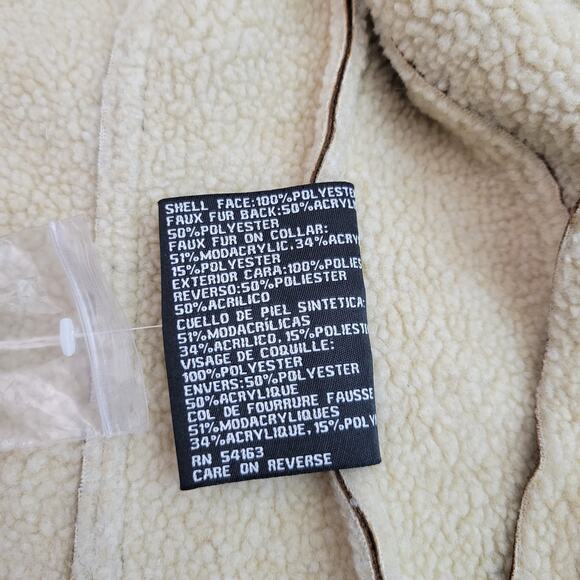 SHELL FACE:100%POLYESTER
FAUX FUR BACK:50%ACRYL
50%POLYESTER
FAUX FUR ON COLLAR:
51%MODACRYLIC,34%ACRY
15%POLYESTER
EXTERIOR CARA:100%POLIES
REVERSO:50%POLIESTER
50%ACRILICO
CUELLO DE PIEL SINTETICA:
51%MODACRÍLICAS
34%ACRILICO,15%POLIEST
VISAGE DE COQUILLE:
100%POLYESTER
ENVERS:50%POLYESTER
50%ACRYLIQUE
COL DE FOURRURE FAUSSE
51%MODACRYLIQUES
34%ACRYLIQUE,15%POLY
RN 54163
CARE ON REVERSE